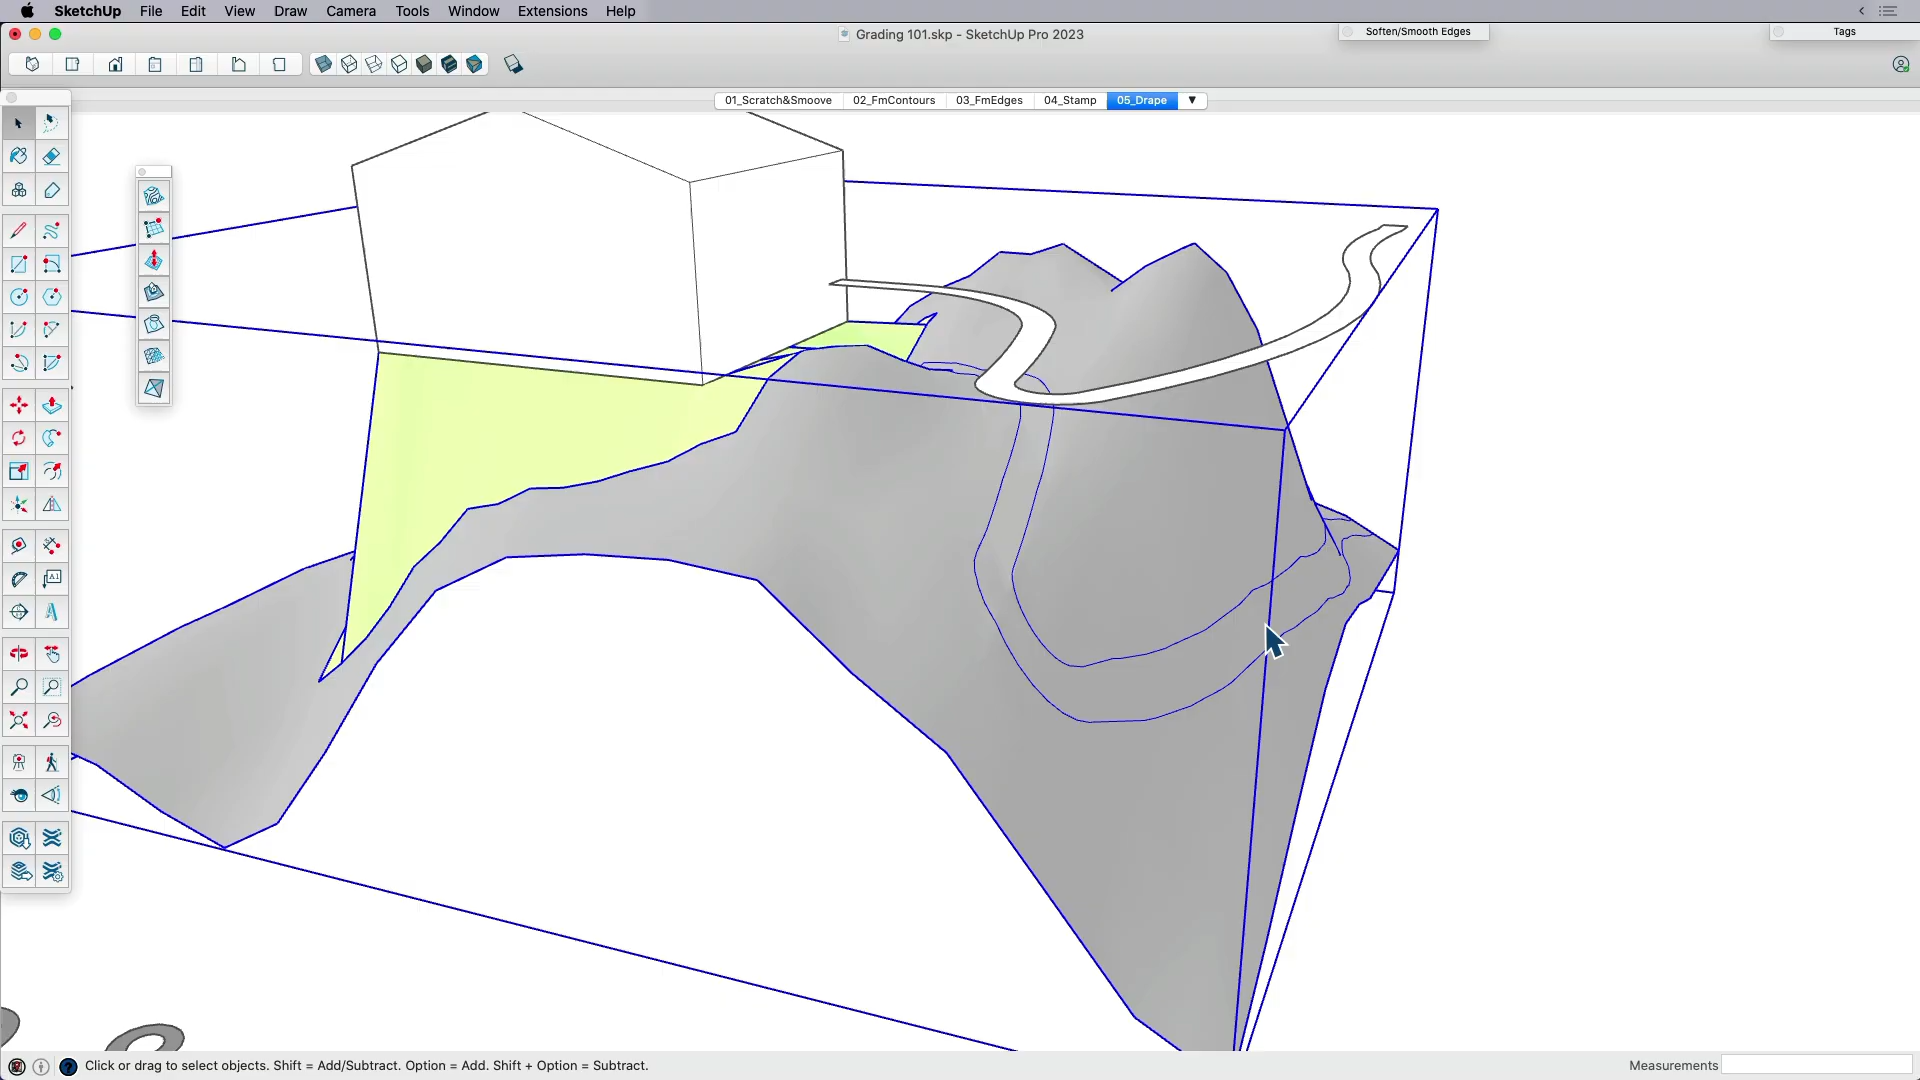 SketchUp File Edit View Draw Camera Tools Window Extensions Help
Grading 101.skp - SketchUp Pro 2023
Soften/Smooth Edges
Tags
01_Scratch&Smoove 02_FmContours 03_FmEdges 04_Stamp 05_Drape
A1
Click or drag to select objects. Shift = Add/Subtract. Option = Add. Shift + Option = Subtract.
Measurements